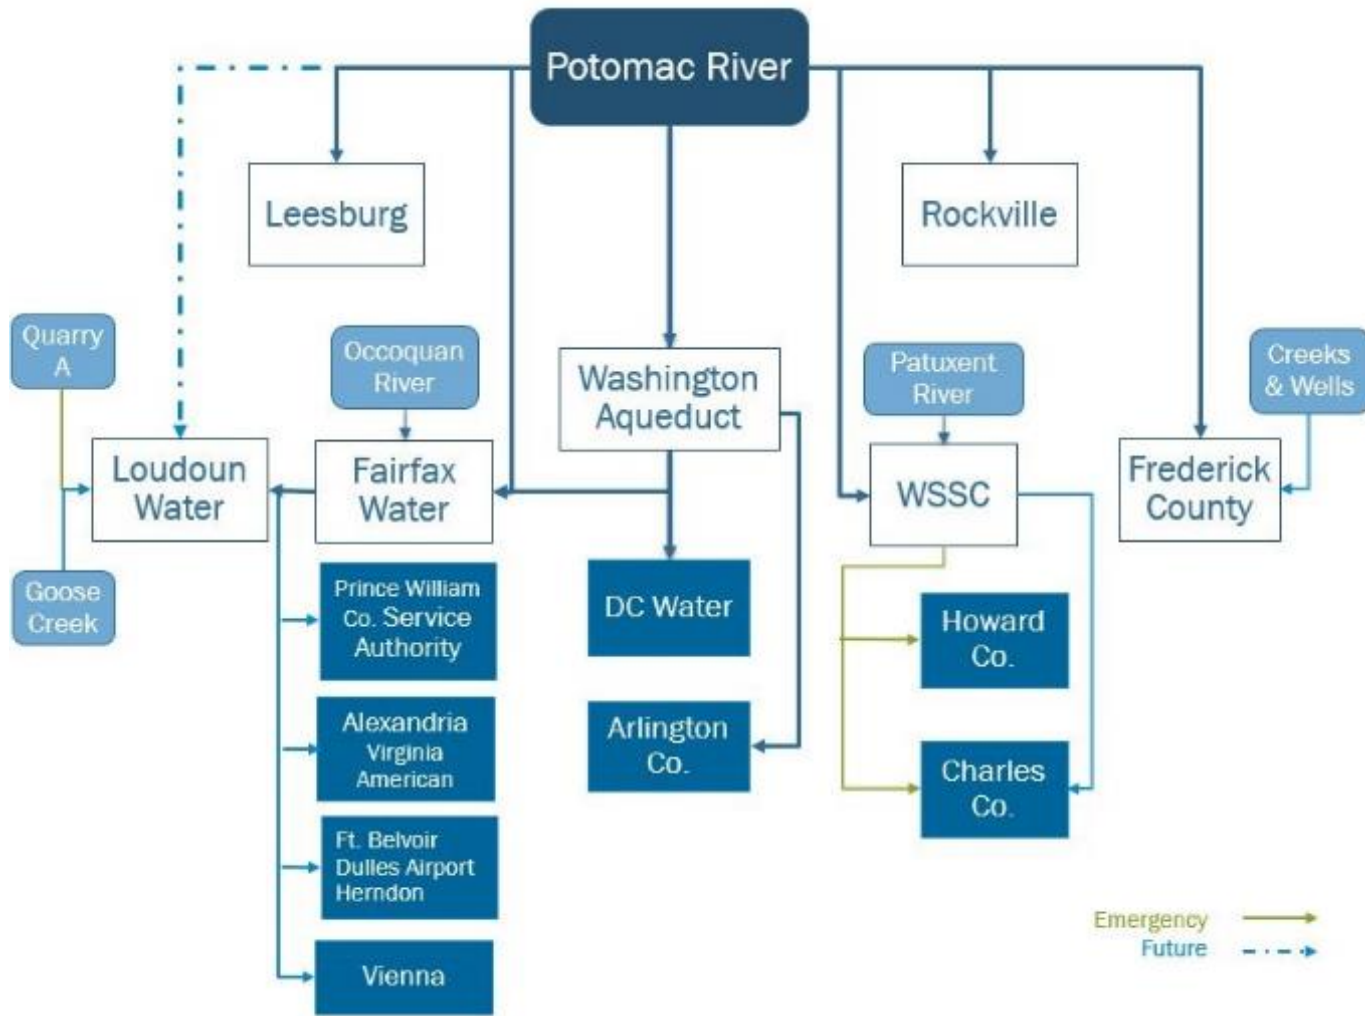 Potomac River
Leesburg
Rockville
Quarry
A
Occoquan
River
Washington
Aqueduct
Patuxent
River
Creeks
& Wells
Loudoun
Water
Fairfax
Water
WSSC
Frederick
County
Goose
Creek
Prince William
Co. Service
Authority
DC Water
Howard
Co.
Alexandria
Virginia
American
Arlington
Co.
Charles
Co.
Ft. Belvoir
Dulles Airport
Herndon
Vienna
Emergency
Future